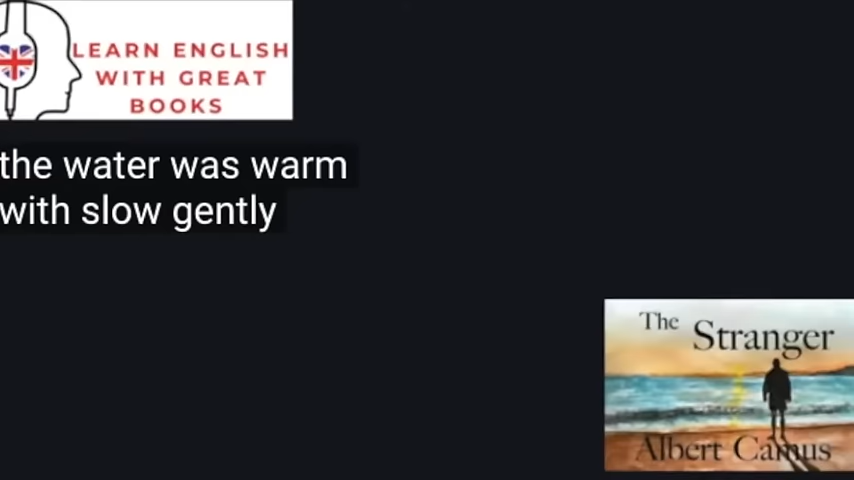 LEARN ENGLISH
WITH GREAT
BOOKS
the water was warm
with slow gently
The Stranger
Albert Camus